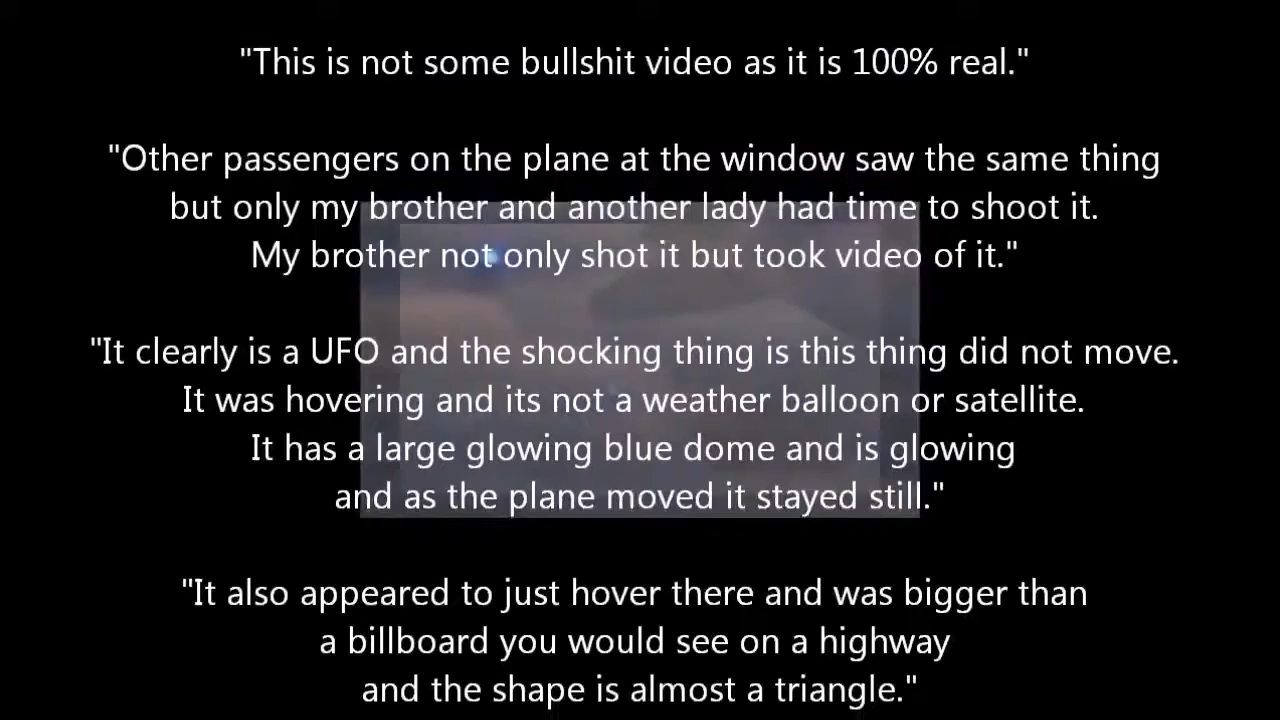 "This is not some bullshit video as it is 100% real."
"Other passengers on the plane at the window saw the same thing
but only my brother and another lady had time to shoot it.
My brother not only shot it but took video of it."
"It clearly is a UFO and the shocking thing is this thing did not move.
It was hovering and its not a weather balloon or satellite.
It has a large glowing blue dome and is glowing
and as the plane moved it stayed still."
"It also appeared to just hover there and was bigger than
a billboard you would see on a highway
and the shape is almost a triangle."